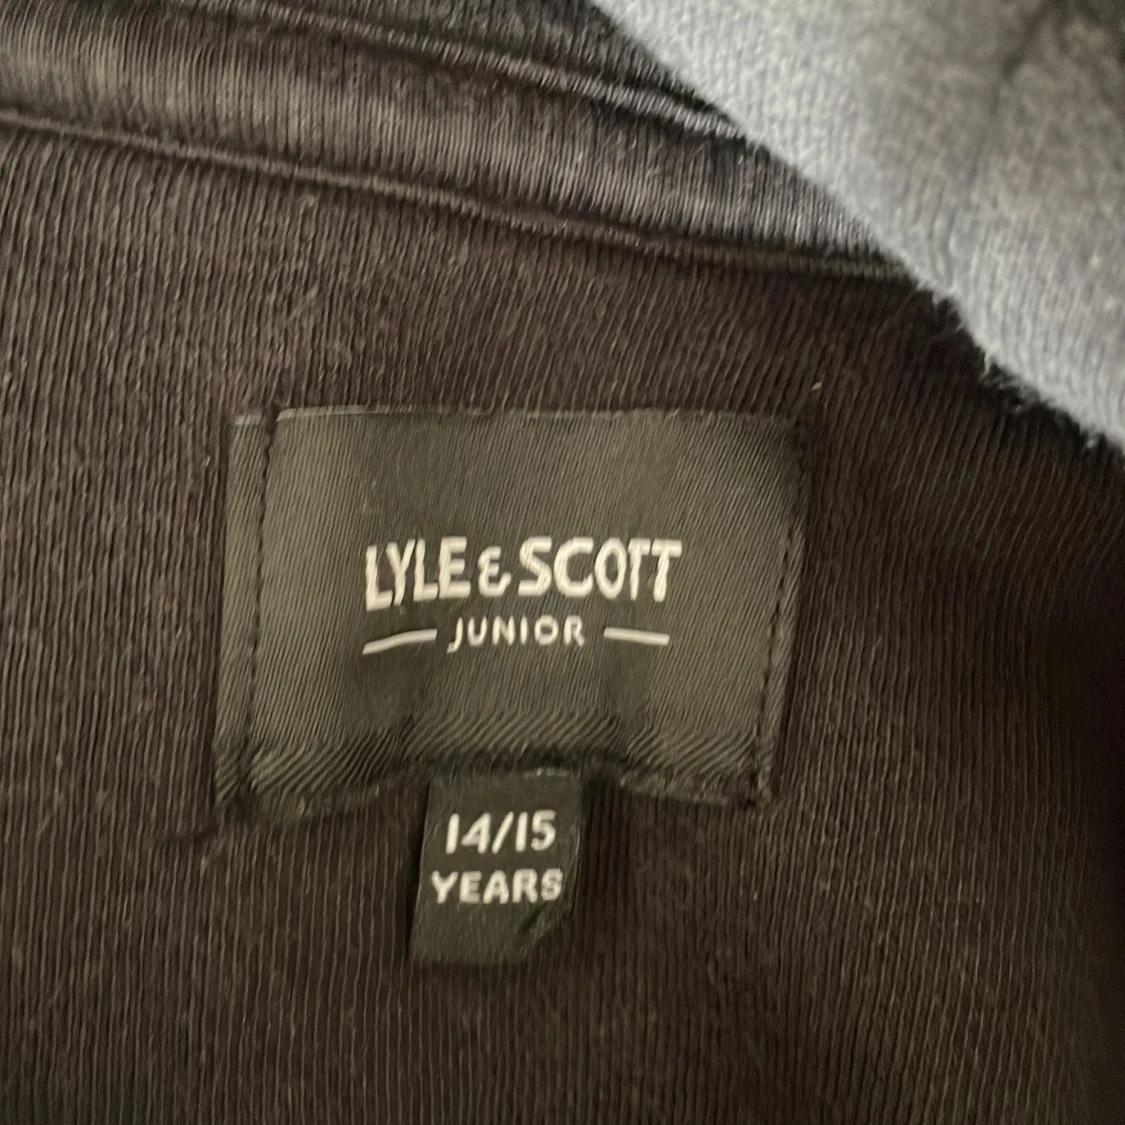 LYLE & SCOTT
JUNIOR
14/15
YEARS